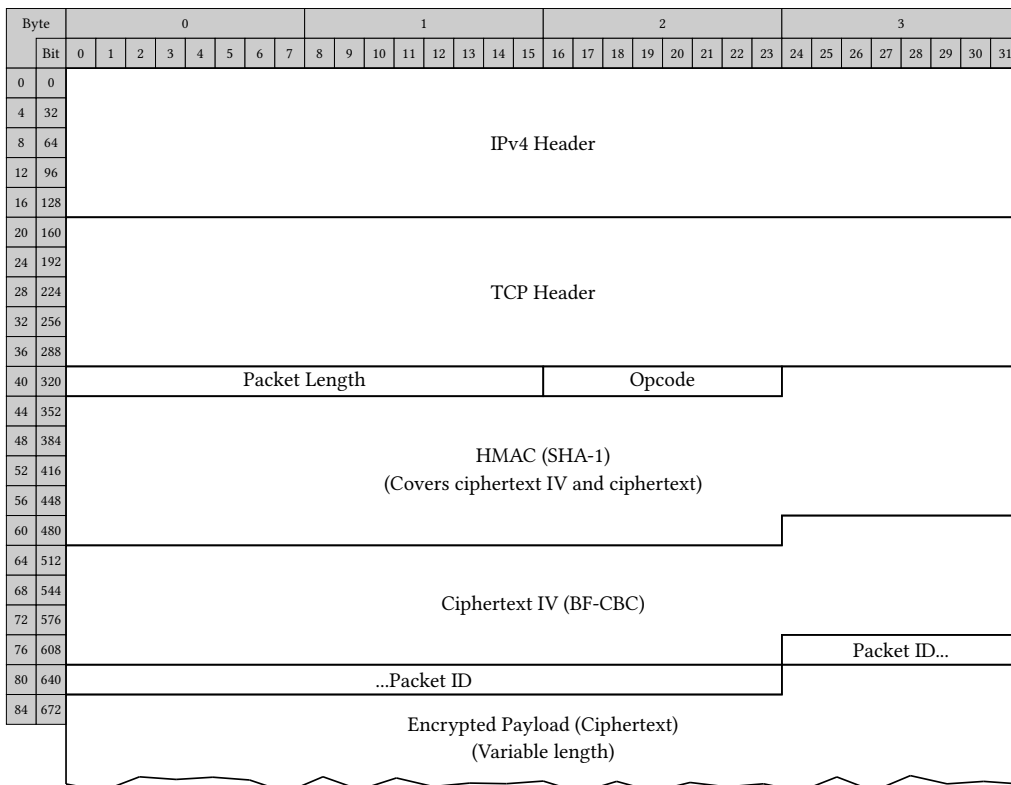 Byte 0 1 2 3
Bit 0 1 2 3 4 5 6 7 8 9 10 11 12 13 14 15 16 17 18 19 20 21 22 23 24 25 26 27 28 29 30 31
0 0
4 32
8 64 IPv4 Header
12 96
16 128
20 160
24 192
28 224 TCP Header
32 256
36 288
40 320 Packet Length Opcode
44 352
48 384
HMAC (SHA-1)
52 416
(Covers ciphertext IV and ciphertext)
56 448
60 480
64 512
68 544
Ciphertext IV (BF-CBC)
72 576
76 608 Packet ID...
80 640 ...Packet ID
84 672
Encrypted Payload (Ciphertext)
(Variable length)